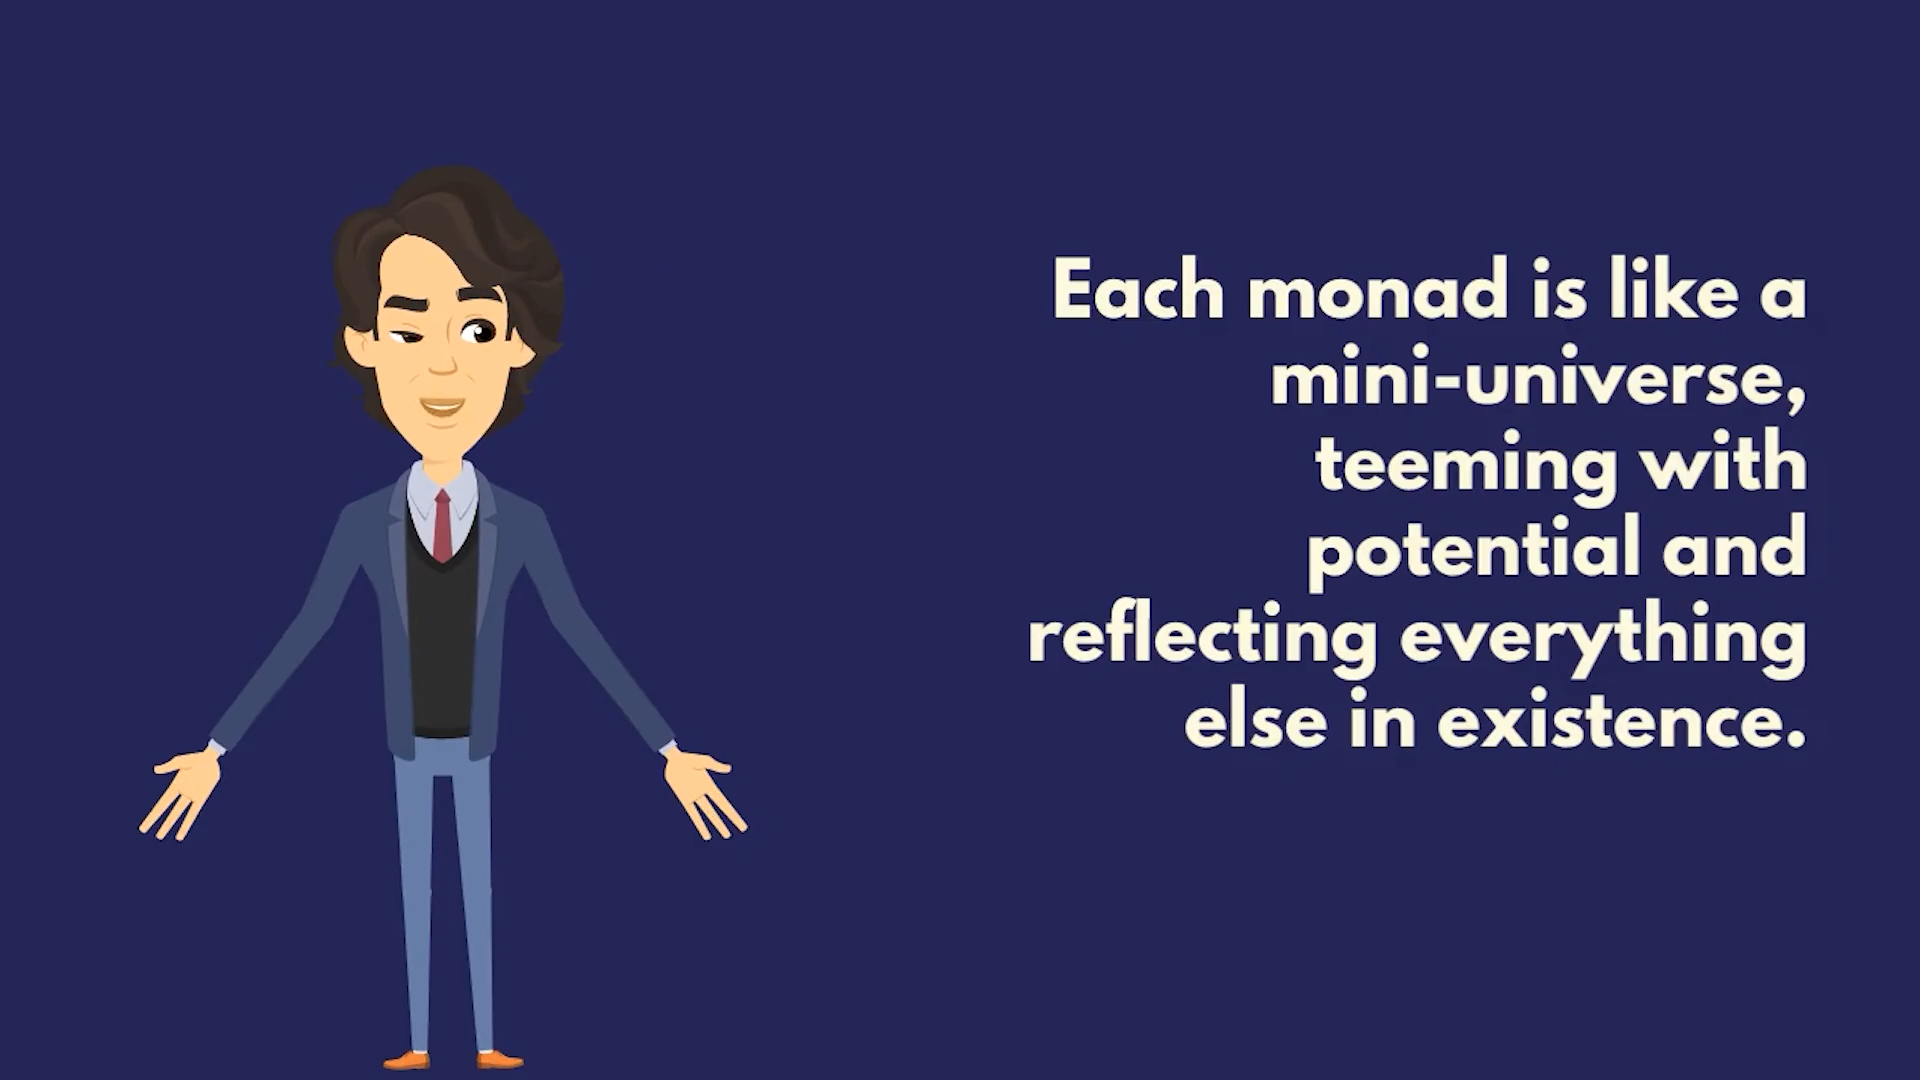 Each monad is like a
mini-universe,
teeming with
potential and
reflecting everything
else in existence.